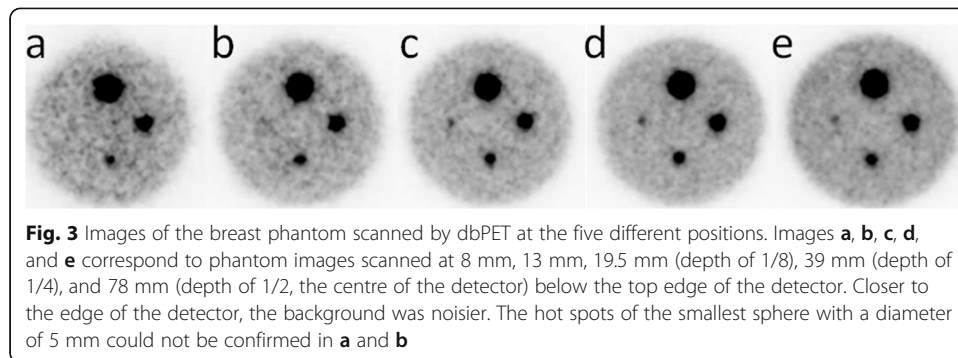 a b c d e
Fig. 3 Images of the breast phantom scanned by dbPET at the five different positions. Images a, b, c, d,
and e correspond to phantom images scanned at 8 mm, 13 mm, 19.5 mm (depth of 1/8), 39 mm (depth of
1/4), and 78 mm (depth of 1/2, the centre of the detector) below the top edge of the detector. Closer to
the edge of the detector, the background was noisier. The hot spots of the smallest sphere with a diameter
of 5 mm could not be confirmed in a and b